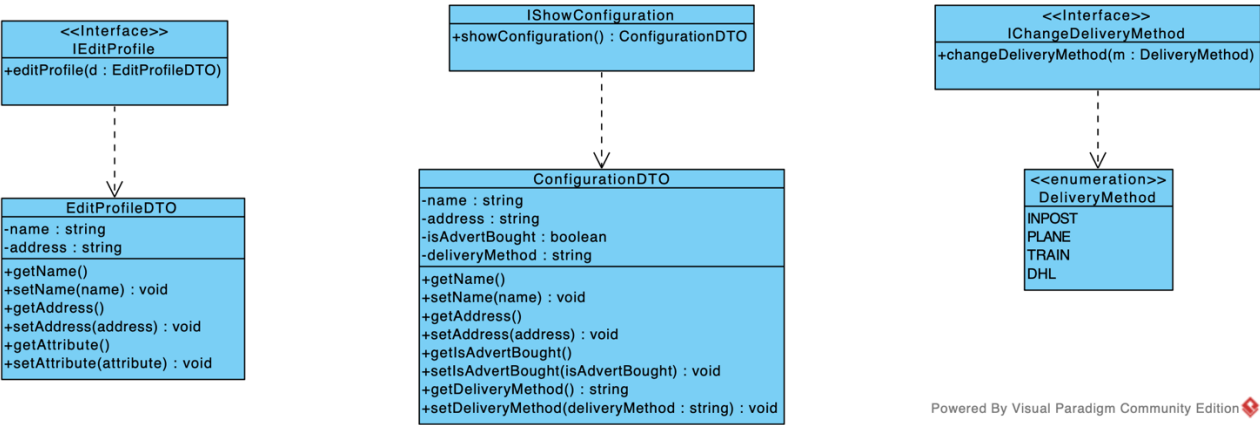 <<Interface>>
IEditProfile
+editProfile(d : EditProfileDTO)
EditProfileDTO
-name : string
-address : string
+getName()
+setName(name) : void
+getAddress()
+setAddress(address) : void
+getAttribute()
+setAttribute(attribute) : void
IShowConfiguration
+showConfiguration() : ConfigurationDTO
ConfigurationDTO
-name : string
-address : string
-isAdvertBought : boolean
-deliveryMethod : string
+getName()
+setName(name) : void
+getAddress()
+setAddress(address) : void
+getIsAdvertBought()
+setIsAdvertBought(isAdvertBought) : void
+getDeliveryMethod() : string
+setDeliveryMethod(deliveryMethod : string) : void
<<Interface>>
IChangeDeliveryMethod
+changeDeliveryMethod(m : DeliveryMethod)
<<enumeration>>
DeliveryMethod
INPOST
PLANE
TRAIN
DHL
Powered By Visual Paradigm Community Edition